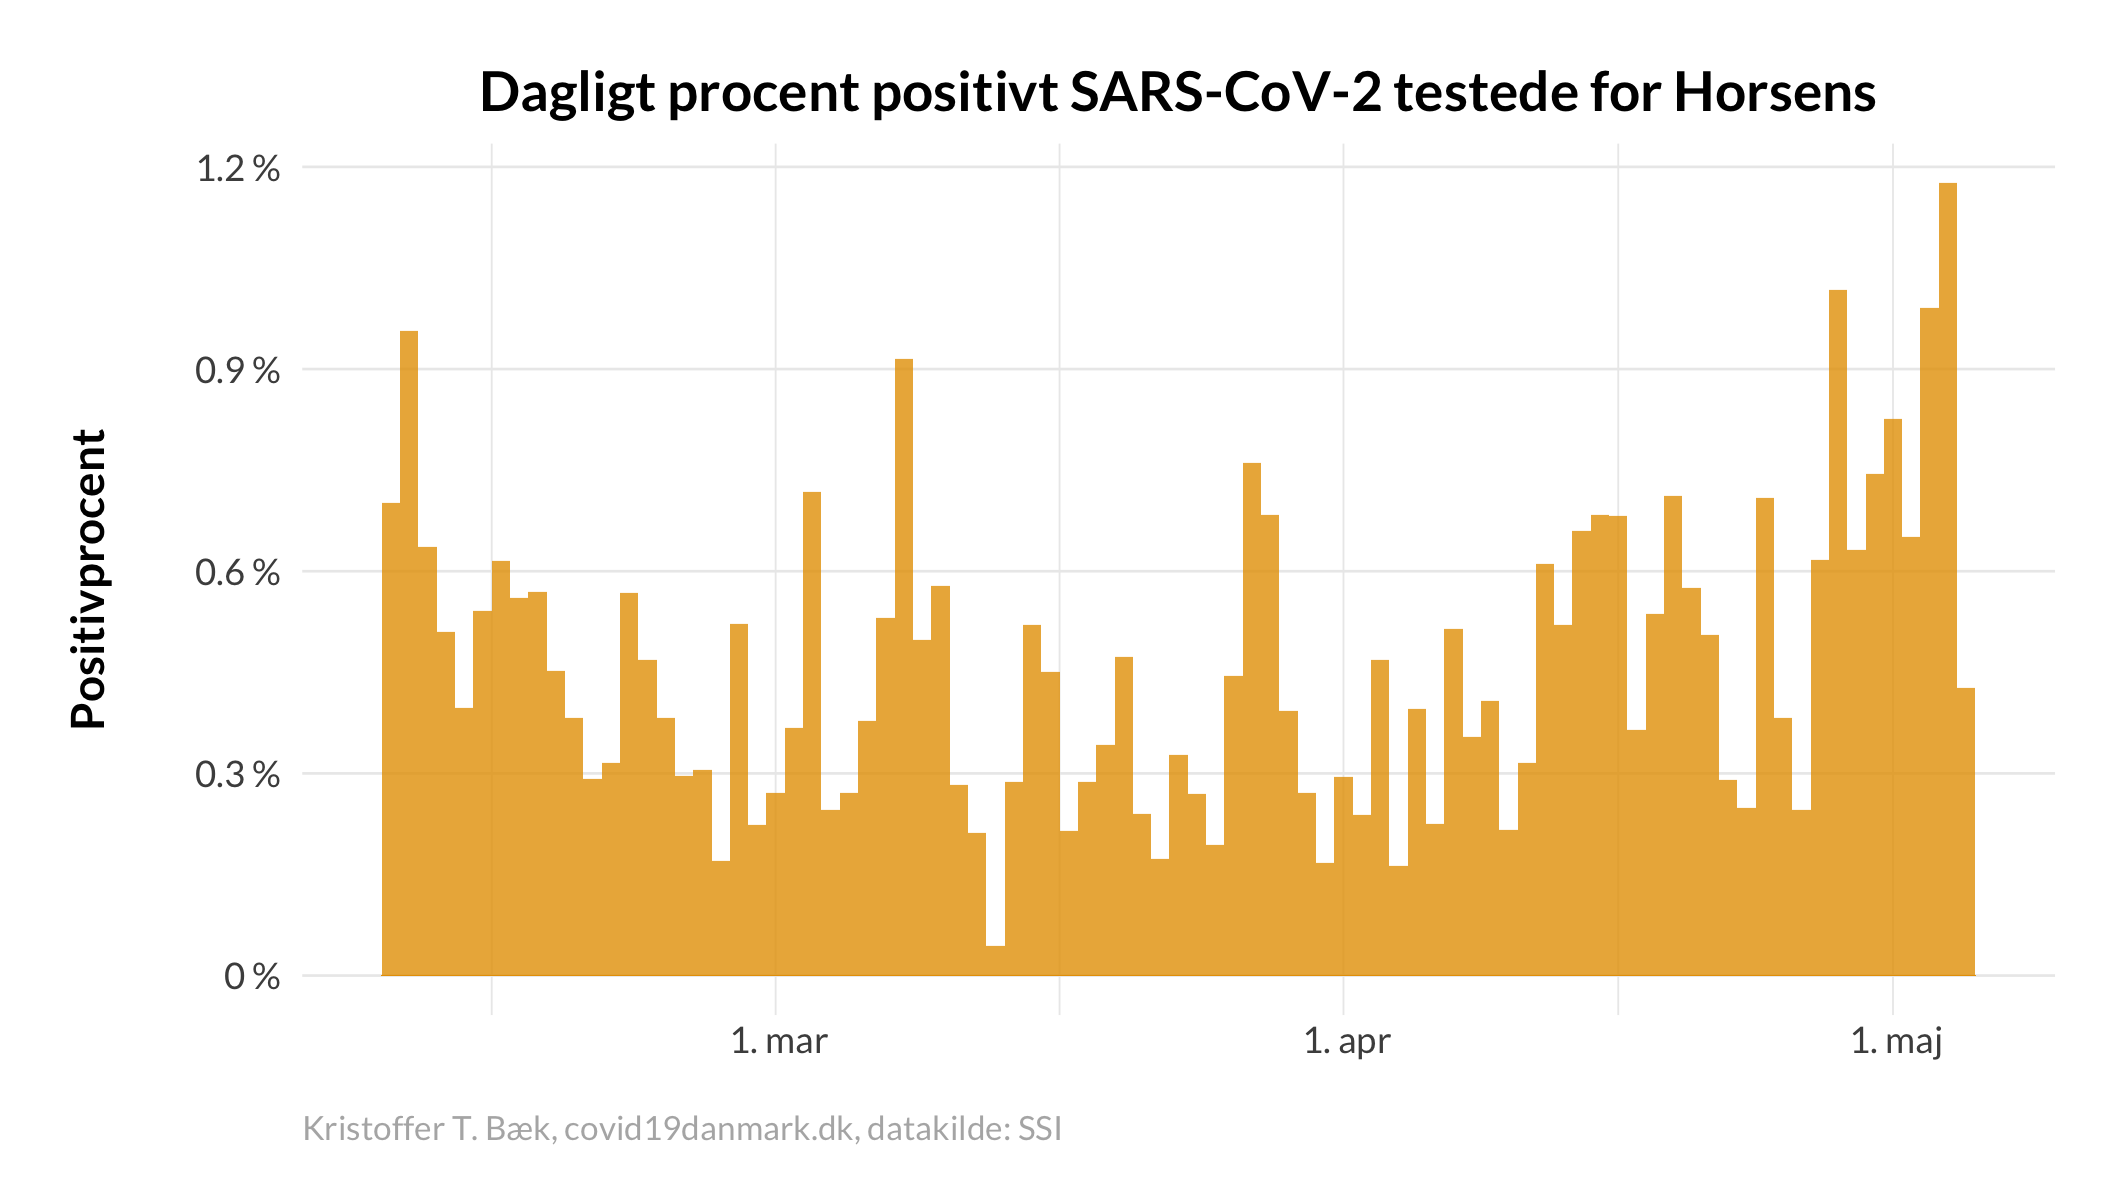 Dagligt procent positivt SARS-CoV-2 testede for Horsens
Positivprocent
1.2 %
0.9 %
0.6 %
0.3 %
0 %
1. mar
1. apr
1. maj
Kristoffer T. Bæk, covid19danmark.dk, datakilde: SSI